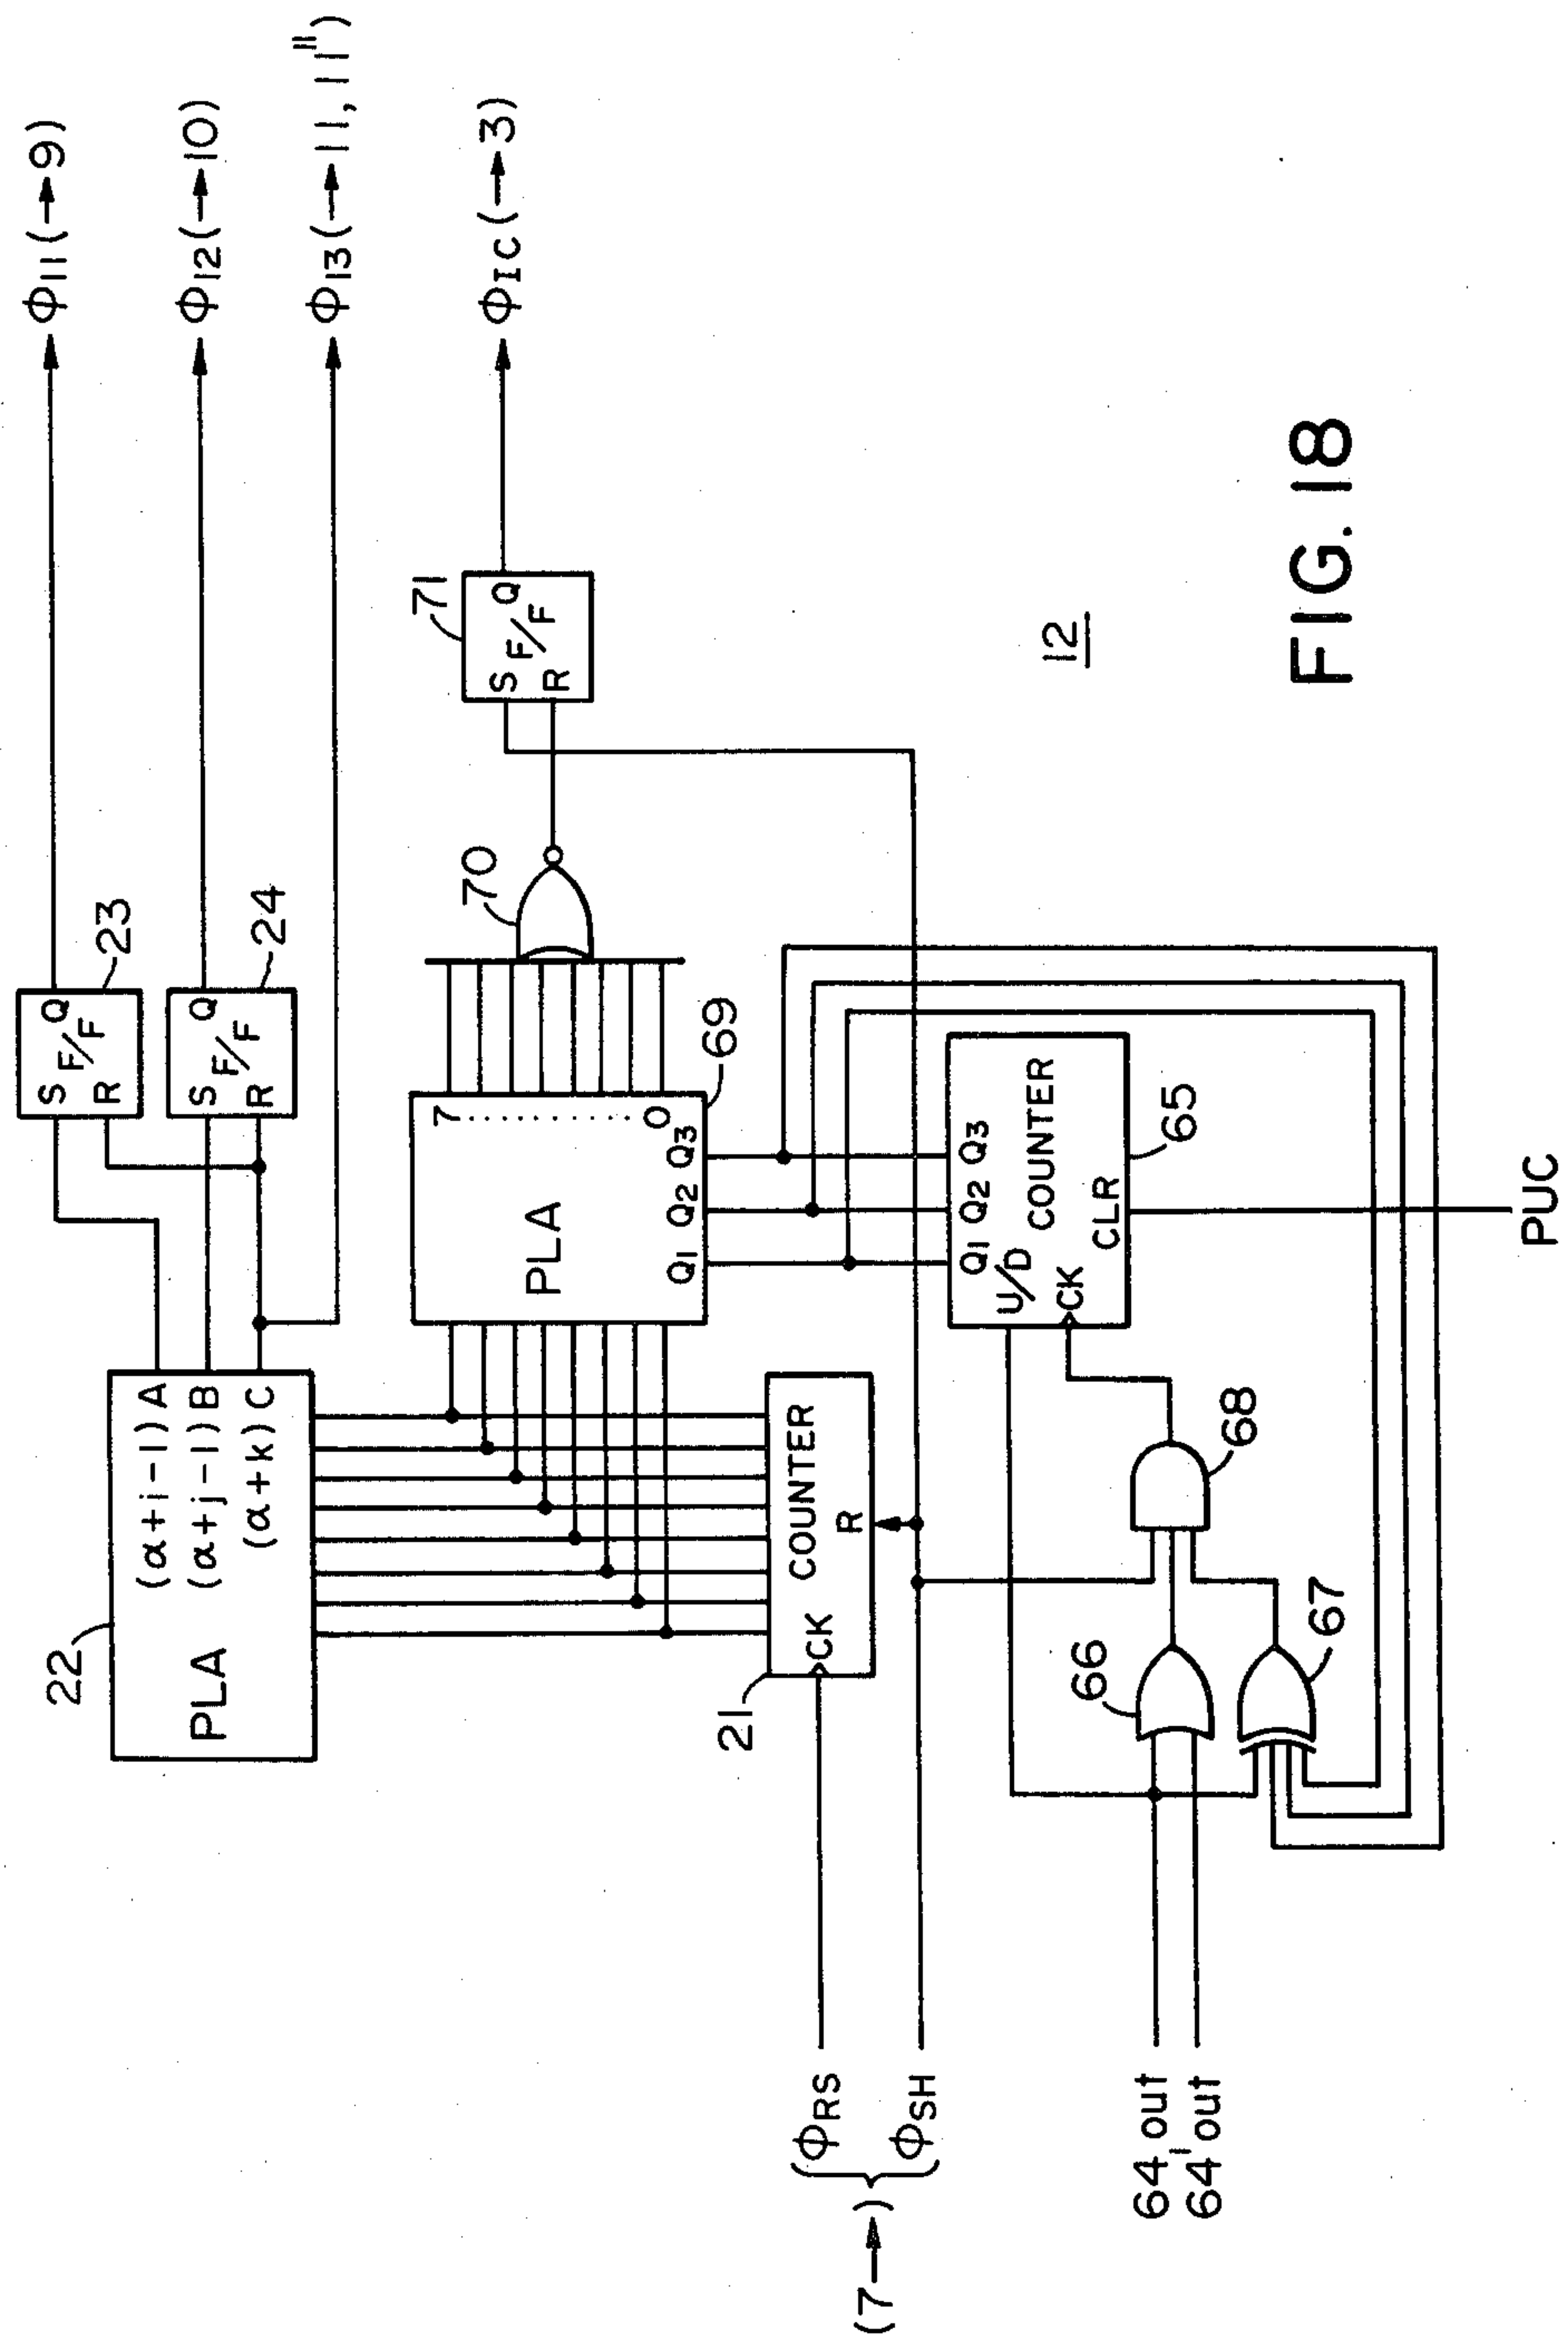 22
PLA
(α+i−1) A
(α+j−1) B
(α+k) C
S Q
F/F
R
23
S Q
F/F
R
24
ϕ11 (→9)
ϕ12 (→10)
ϕ13 (→11, 11")
ϕIC (→3)
PLA
7........0
Q1 Q2 Q3
69
70
S Q
F/F
R
71
21
CK
COUNTER
R
(7→)
ϕRS
ϕSH
Q1 Q2 Q3
U/D
COUNTER
CK
CLR
65
66
67
68
64 out
64' out
PUC
12
FIG. 18